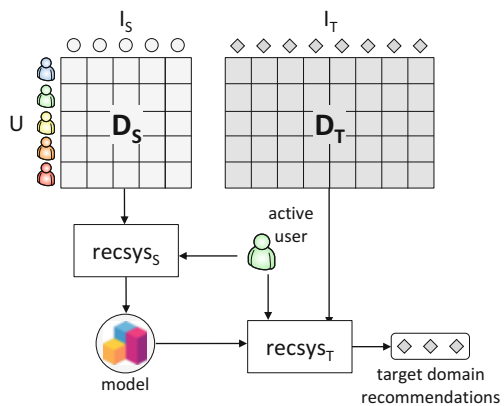 I_S
I_T
U
D_S
D_T
active
user
recsys_S
recsys_T
model
target domain
recommendations